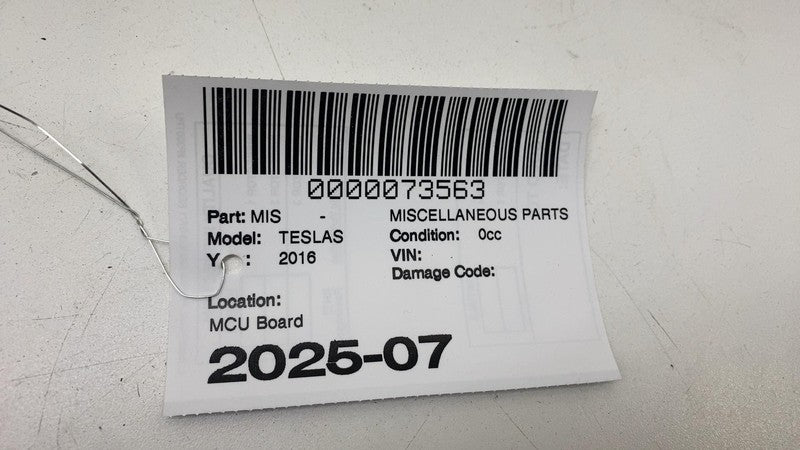 0000073563
Part: MIS - MISCELLANEOUS PARTS
Model: TESLAS Condition: 0cc
Y : 2016 VIN:
Damage Code:
Location:
MCU Board
2025-07